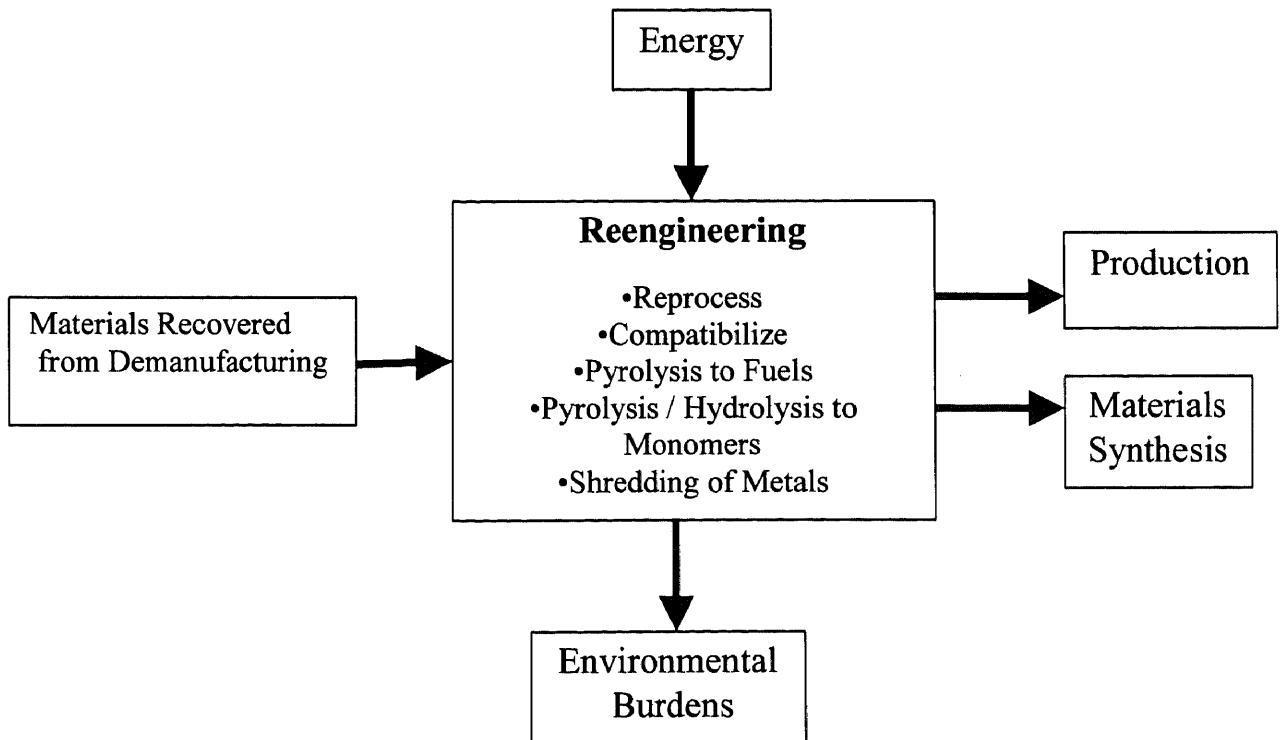 Energy
Reengineering
•Reprocess
•Compatibilize
•Pyrolysis to Fuels
•Pyrolysis / Hydrolysis to
Monomers
•Shredding of Metals
Materials Recovered
from Demanufacturing
Production
Materials
Synthesis
Environmental
Burdens